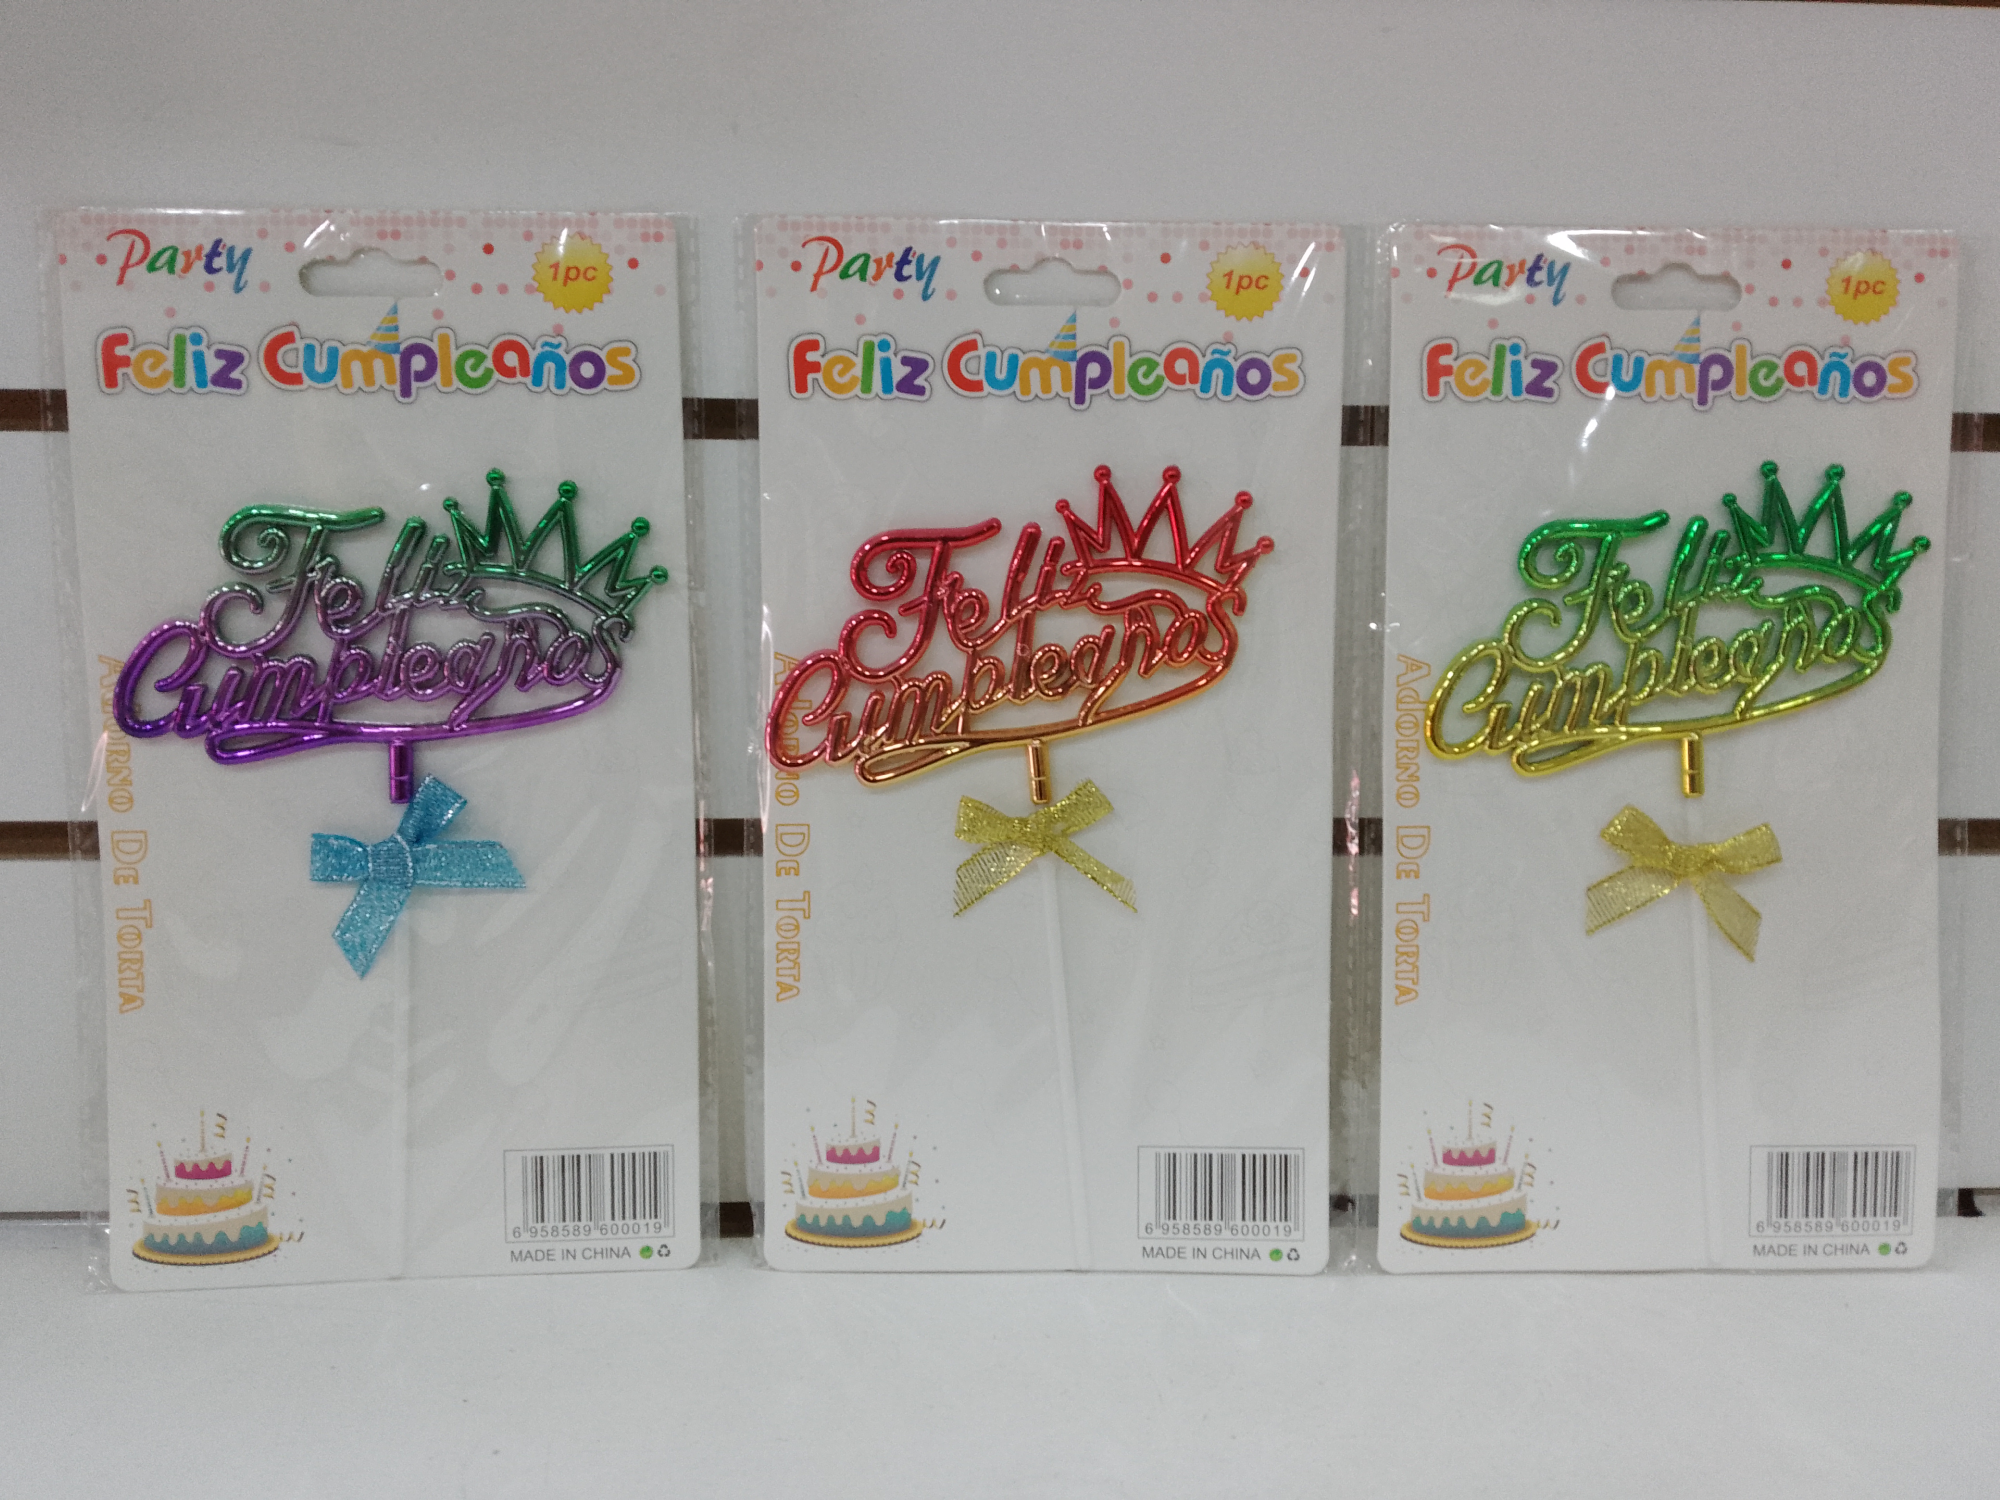 Party
1pc
Feliz Cumpleaños
Feliz
Cumpleaños
Adorno De Torta
6 958589 600019
MADE IN CHINA
Party
1pc
Feliz Cumpleaños
Feliz
Cumpleaños
Adorno De Torta
6 958589 600019
MADE IN CHINA
Party
1pc
Feliz Cumpleaños
Feliz
Cumpleaños
Adorno De Torta
6 958589 600019
MADE IN CHINA